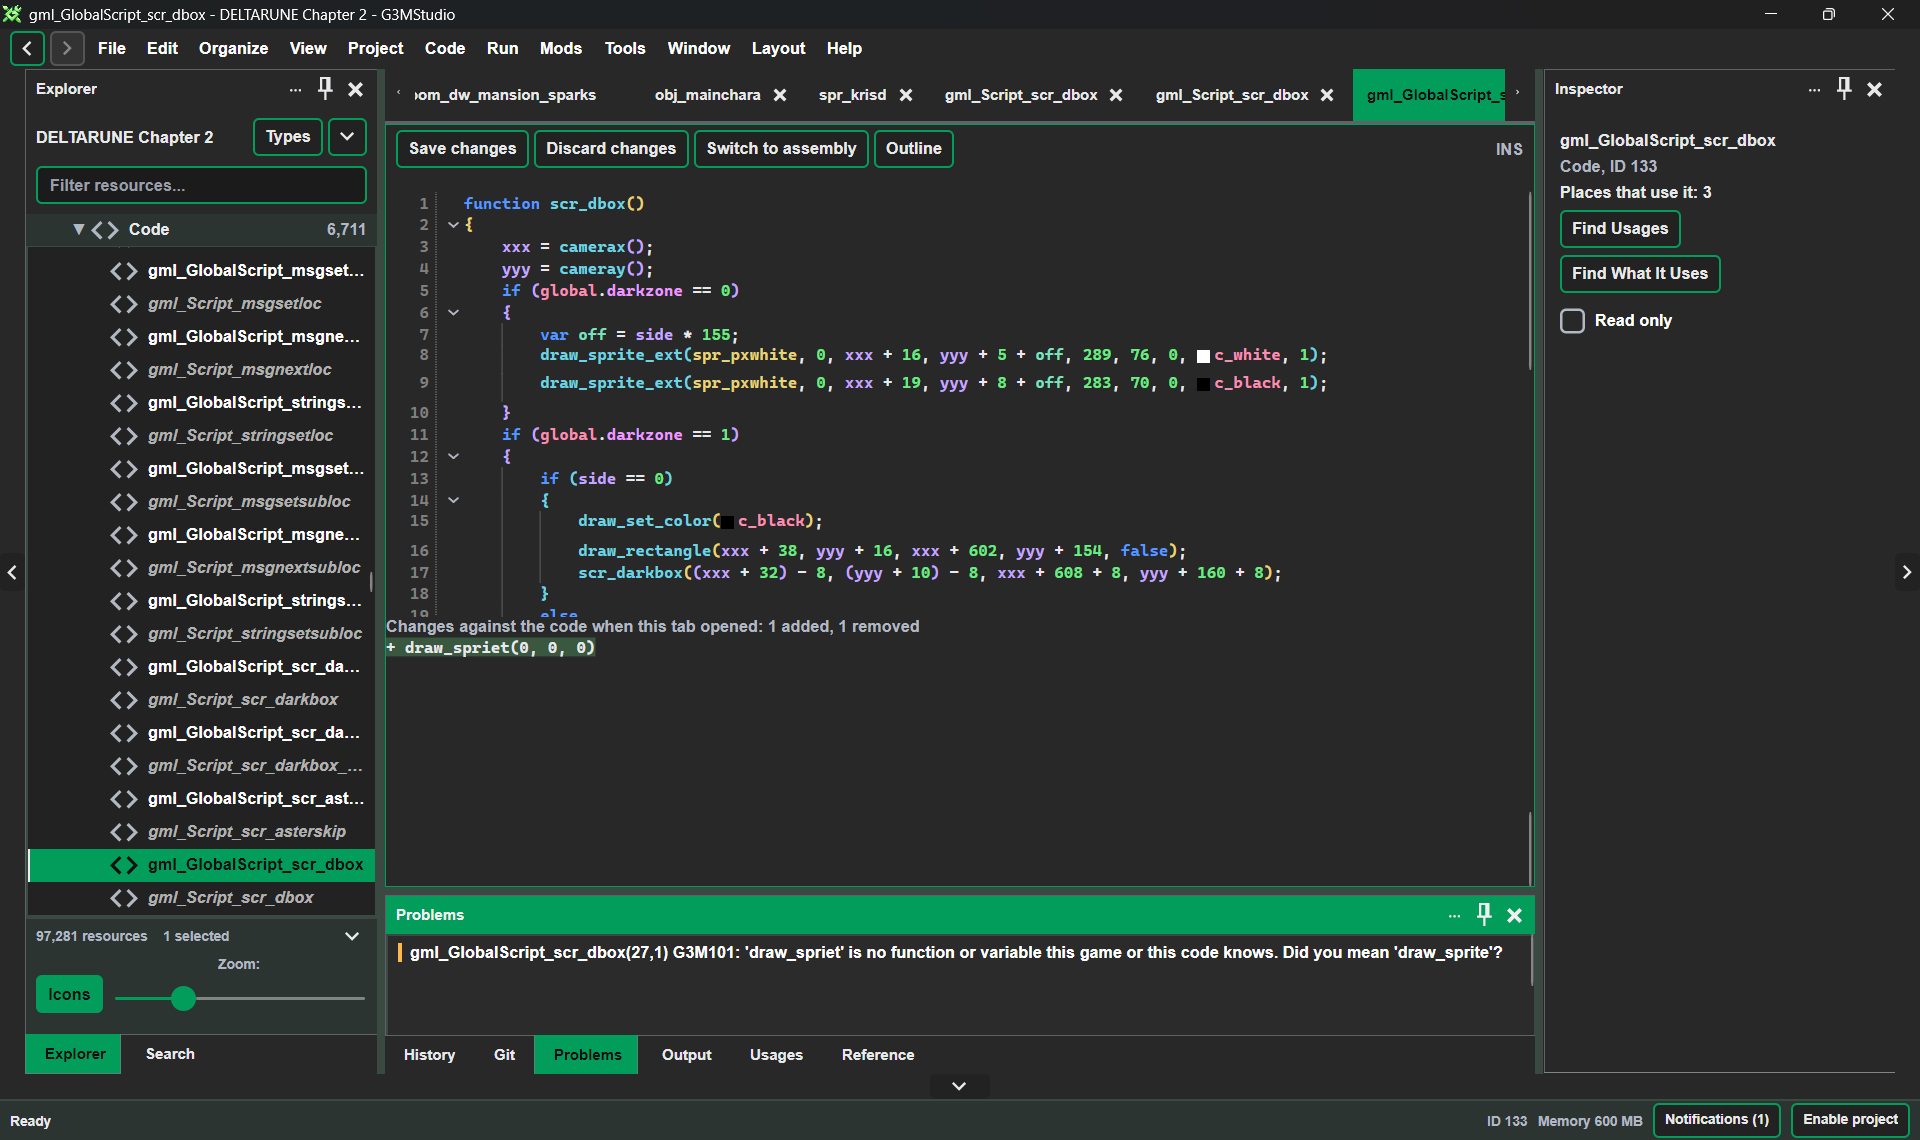 gml_GlobalScript_scr_dbox - DELTARUNE Chapter 2 - G3MStudio
File Edit Organize View Project Code Run Mods Tools Window Layout Help
Explorer
DELTARUNE Chapter 2 Types
Filter resources...
Code 6,711
gml_GlobalScript_msgset...
gml_Script_msgsetloc
gml_GlobalScript_msgne...
gml_Script_msgnextloc
gml_GlobalScript_strings...
gml_Script_stringsetloc
gml_GlobalScript_msgset...
gml_Script_msgsetsubloc
gml_GlobalScript_msgne...
gml_Script_msgnextsubloc
gml_GlobalScript_strings...
gml_Script_stringsetsubloc
gml_GlobalScript_scr_da...
gml_Script_scr_darkbox
gml_GlobalScript_scr_da...
gml_Script_scr_darkbox_...
gml_GlobalScript_scr_ast...
gml_Script_scr_asterskip
gml_GlobalScript_scr_dbox
gml_Script_scr_dbox
97,281 resources 1 selected
Zoom:
Icons
Explorer Search
oom_dw_mansion_sparks obj_mainchara spr_krisd gml_Script_scr_dbox gml_Script_scr_dbox gml_GlobalScript_s
Save changes Discard changes Switch to assembly Outline INS
1 function scr_dbox()
2 {
3 xxx = camerax();
4 yyy = cameray();
5 if (global.darkzone == 0)
6 {
7 var off = side * 155;
8 draw_sprite_ext(spr_pxwhite, 0, xxx + 16, yyy + 5 + off, 289, 76, 0, c_white, 1);
9 draw_sprite_ext(spr_pxwhite, 0, xxx + 19, yyy + 8 + off, 283, 70, 0, c_black, 1);
10 }
11 if (global.darkzone == 1)
12 {
13 if (side == 0)
14 {
15 draw_set_color(c_black);
16 draw_rectangle(xxx + 38, yyy + 16, xxx + 602, yyy + 154, false);
17 scr_darkbox((xxx + 32) - 8, (yyy + 10) - 8, xxx + 608 + 8, yyy + 160 + 8);
18 }
19 else
Changes against the code when this tab opened: 1 added, 1 removed
+ draw_spriet(0, 0, 0)
Problems
gml_GlobalScript_scr_dbox(27,1) G3M101: 'draw_spriet' is no function or variable this game or this code knows. Did you mean 'draw_sprite'?
History Git Problems Output Usages Reference
Inspector
gml_GlobalScript_scr_dbox
Code, ID 133
Places that use it: 3
Find Usages
Find What It Uses
Read only
Ready ID 133 Memory 600 MB Notifications (1) Enable project